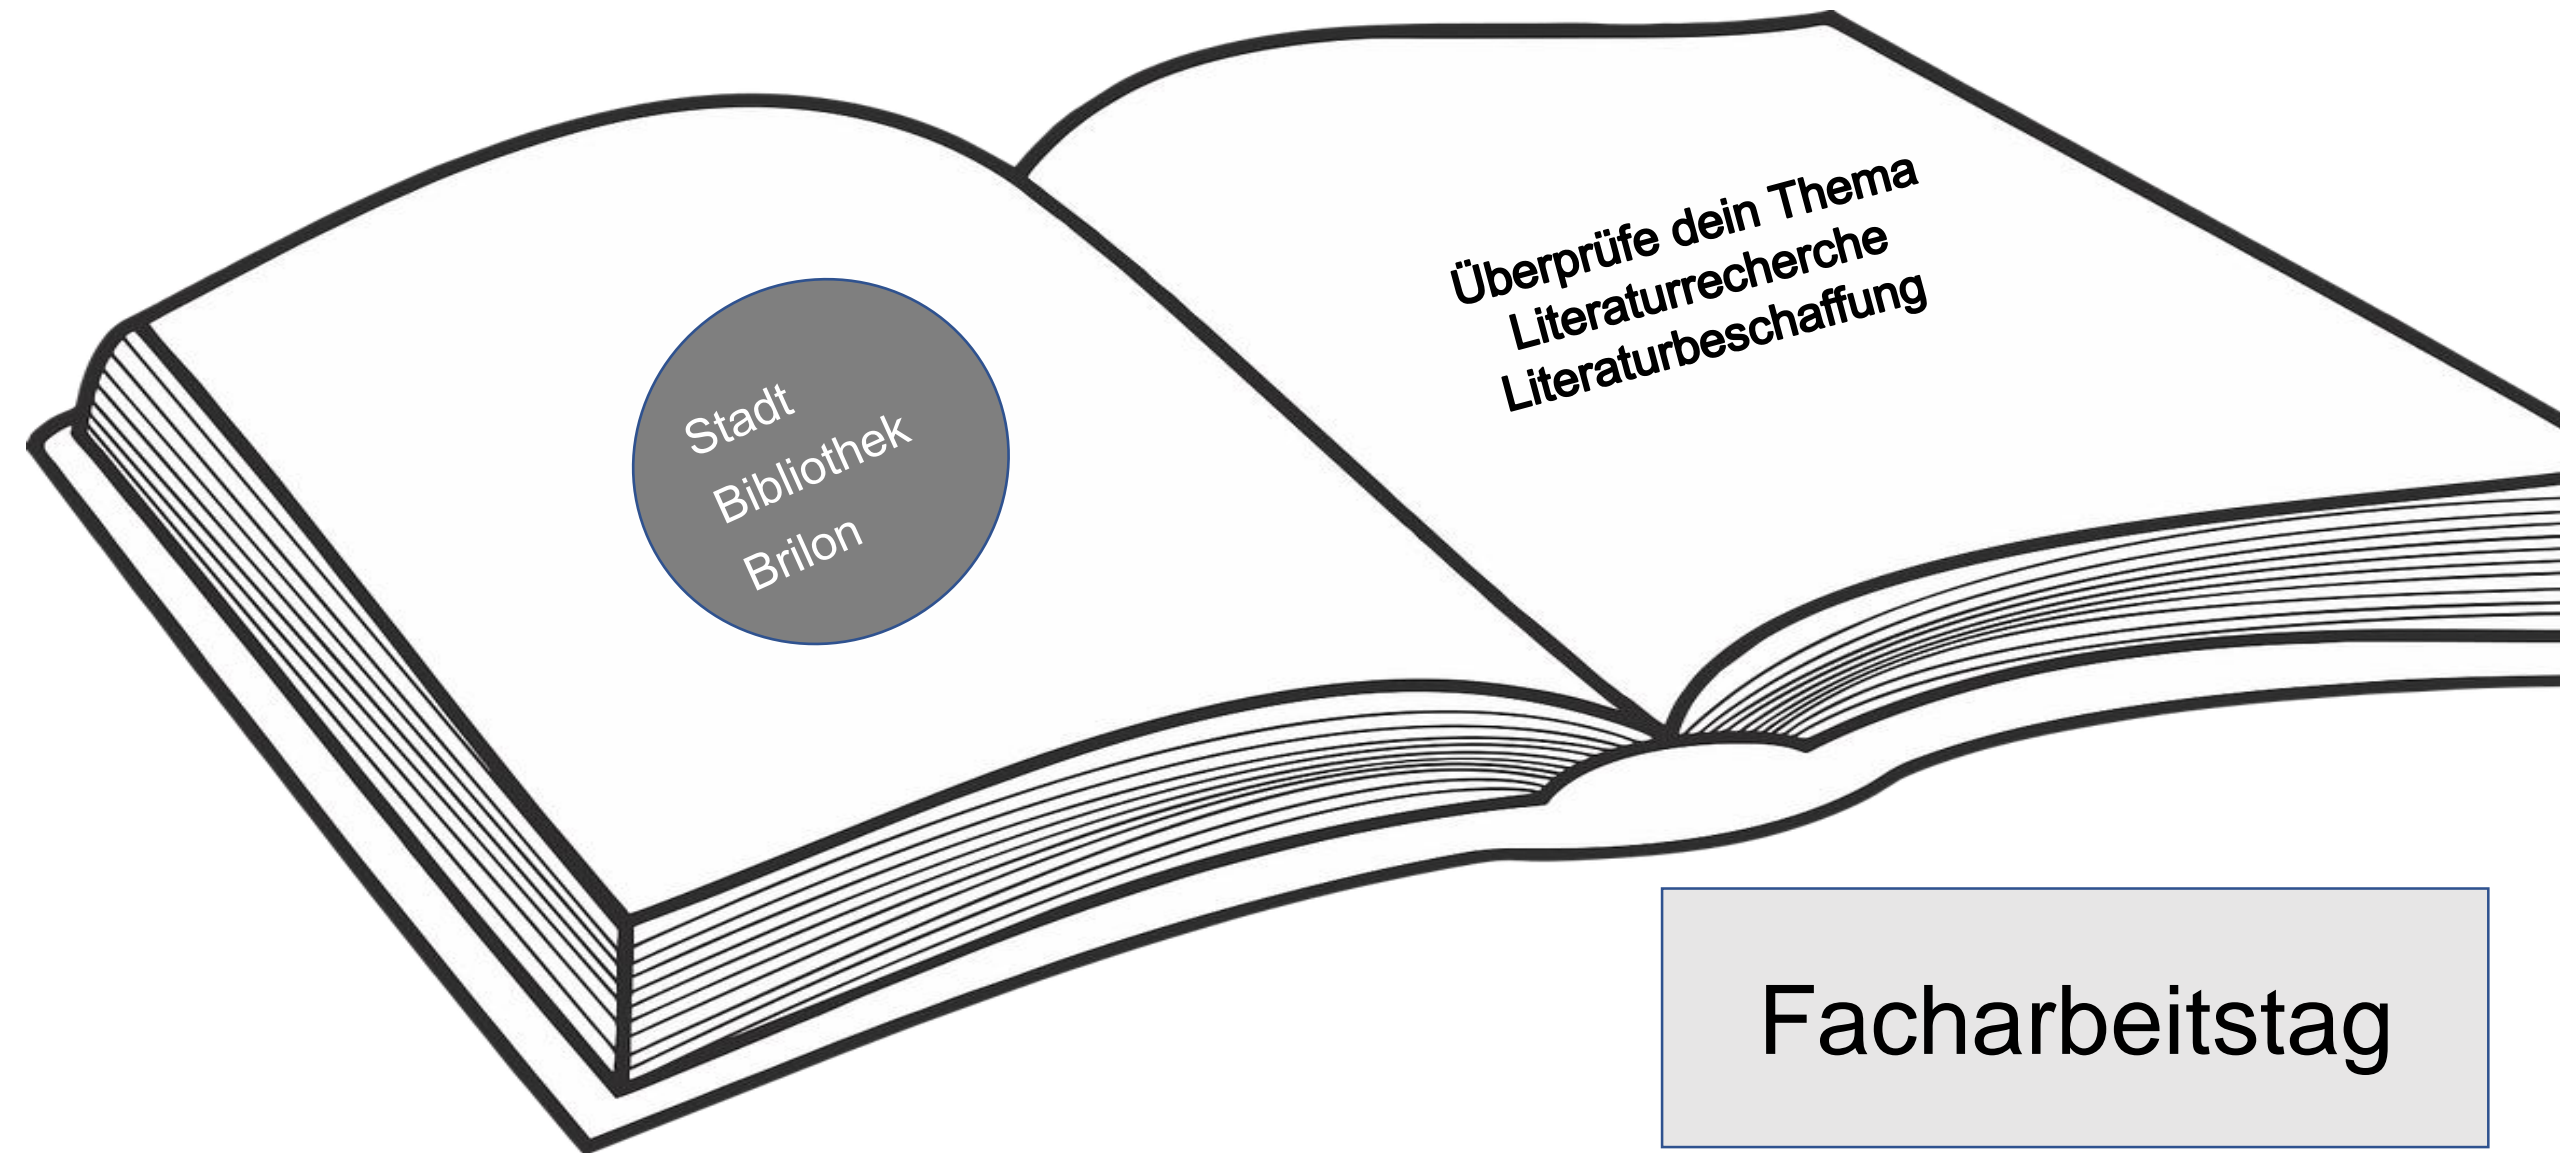 Stadt
Bibliothek
Brilon
Überprüfe dein Thema
Literaturrecherche
Literaturbeschaffung
Facharbeitstag